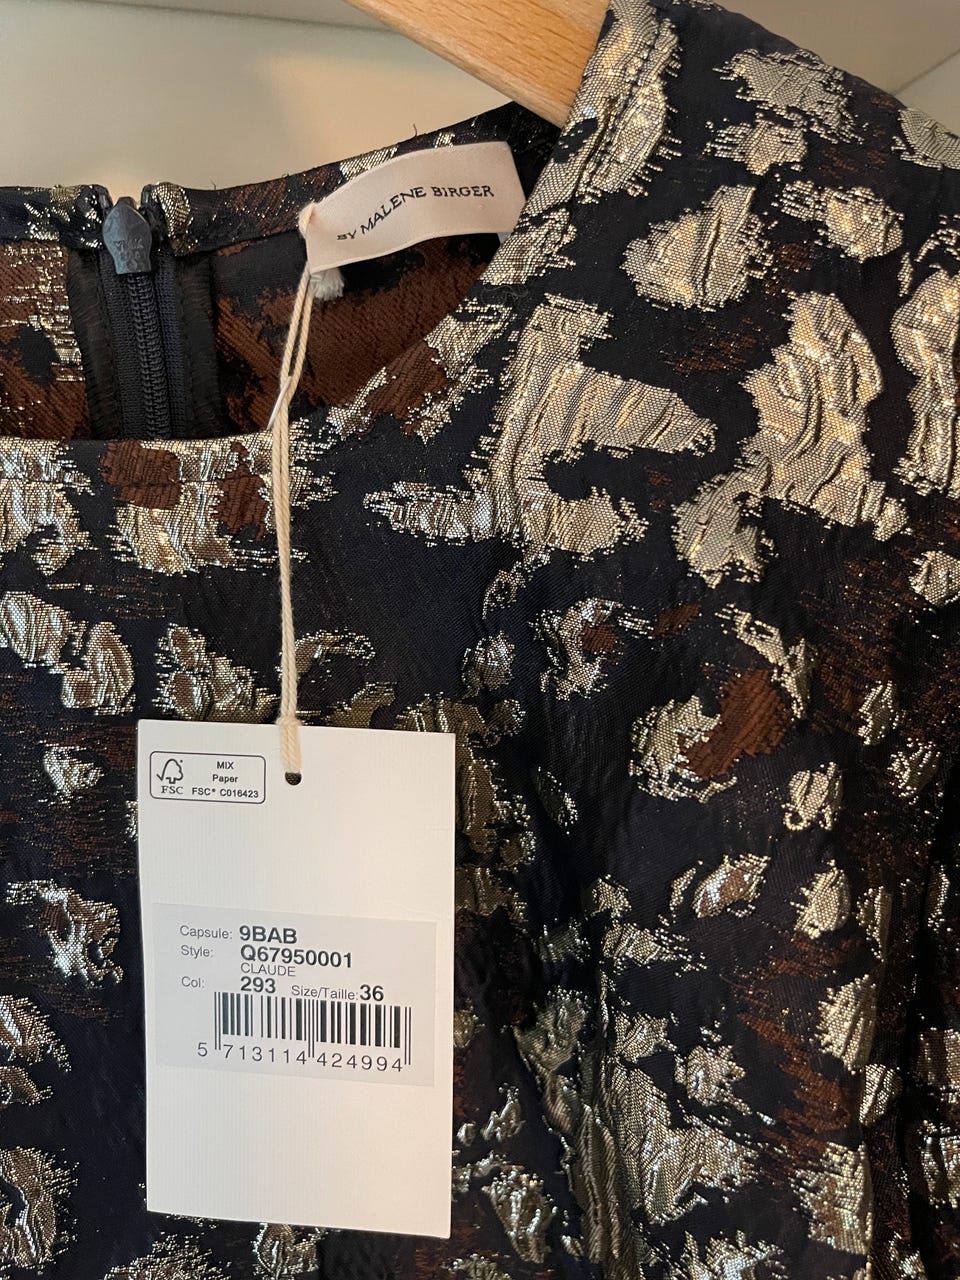 BY MALENE BIRGER
MIX
Paper
FSC FSC® C016423
Capsule: 9BAB
Style: Q67950001
CLAUDE
Col: 293 Size/Taille: 36
5 713114 424994